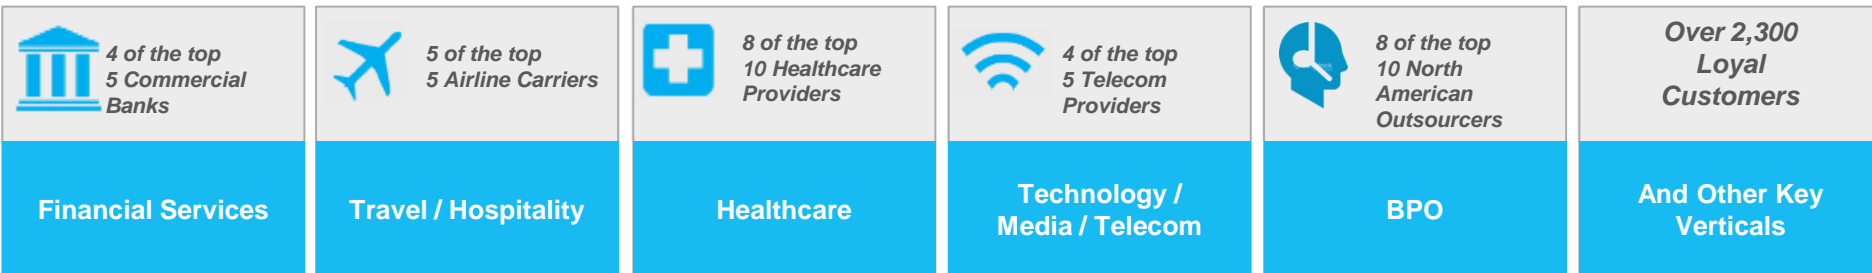 4 of the top
5 Commercial
Banks
Financial Services
5 of the top
5 Airline Carriers
Travel / Hospitality
8 of the top
10 Healthcare
Providers
Healthcare
4 of the top
5 Telecom
Providers
Technology /
Media / Telecom
8 of the top
10 North
American
Outsourcers
BPO
Over 2,300
Loyal
Customers
And Other Key
Verticals